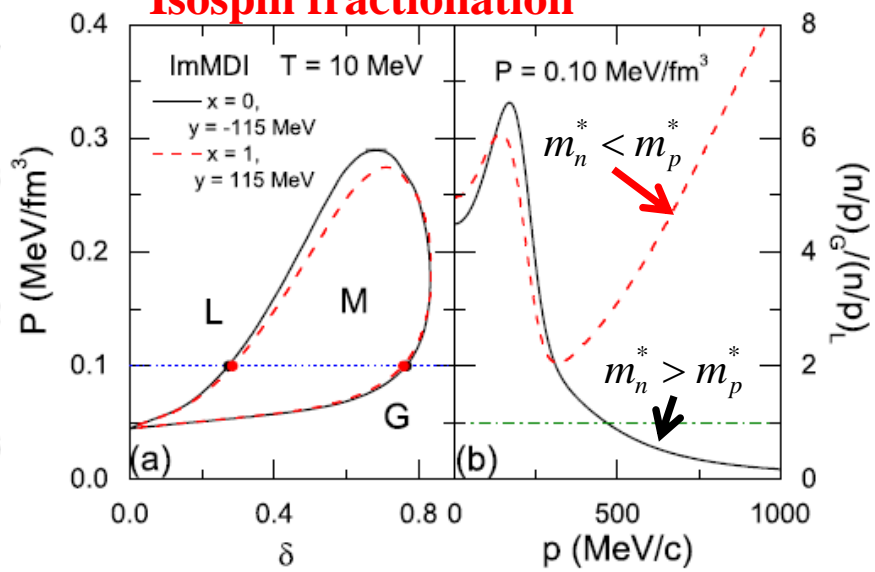 Isospin fractionation
ImMDI T = 10 MeV
x = 0,
y = -115 MeV
x = 1,
y = 115 MeV
L
M
G
(a)
P (MeV/fm³)
0.4
0.3
0.2
0.1
0.0
0.0 0.4 0.8
δ
P = 0.10 MeV/fm³
m*ₙ < m*ₚ
m*ₙ > m*ₚ
(b)
(n/p)G/(n/p)L
8
6
4
2
0
0 500 1000
p (MeV/c)